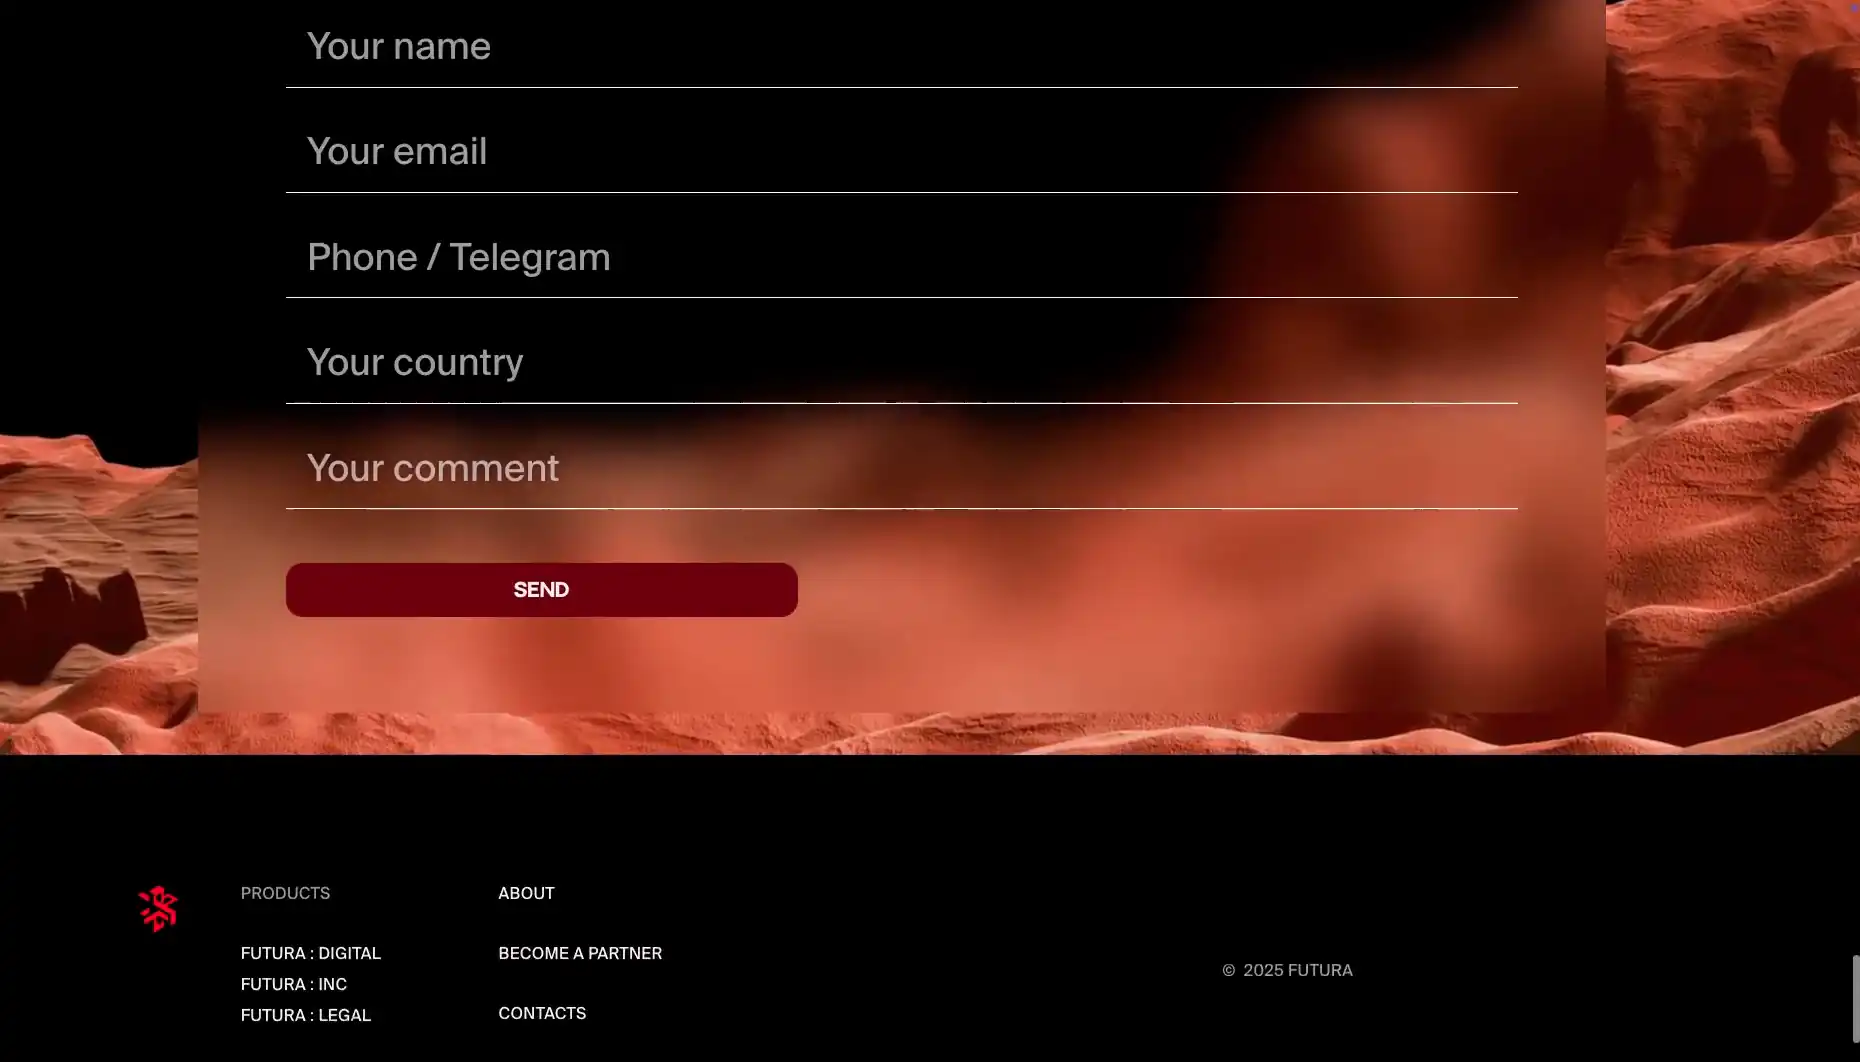 Your name
Your email
Phone / Telegram
Your country
Your comment
SEND
PRODUCTS
FUTURA : DIGITAL
FUTURA : INC
FUTURA : LEGAL
ABOUT
BECOME A PARTNER
CONTACTS
© 2025 FUTURA